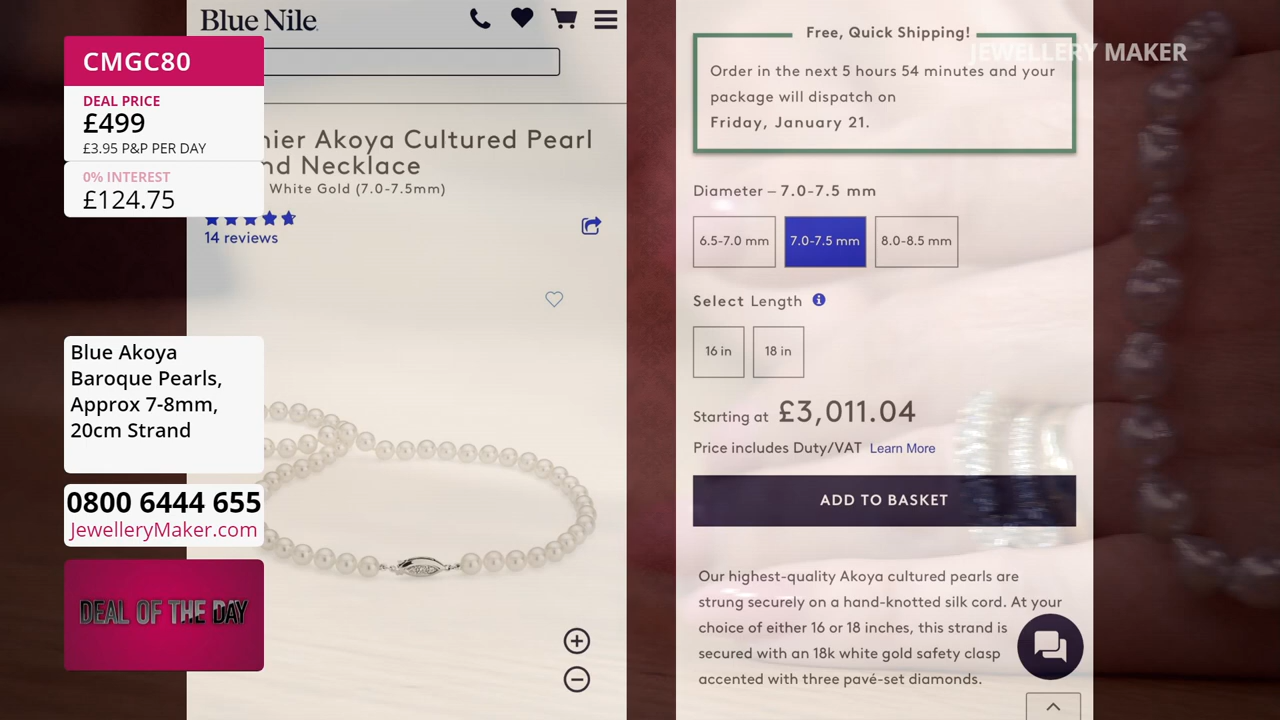 CMGC80
DEAL PRICE
£499
£3.95 P&P PER DAY
0% INTEREST
£124.75
Blue Akoya
Baroque Pearls,
Approx 7-8mm,
20cm Strand
0800 6444 655
JewelleryMaker.com
DEAL OF THE DAY
Blue Nile
Akoya Cultured Pearl
Necklace
White Gold (7.0-7.5mm)
14 reviews
JEWELLERY MAKER
Free, Quick Shipping!
Order in the next 5 hours 54 minutes and your
package will dispatch on
Friday, January 21.
Diameter – 7.0-7.5 mm
6.5-7.0 mm
7.0-7.5 mm
8.0-8.5 mm
Select Length
16 in
18 in
Starting at £3,011.04
Price includes Duty/VAT Learn More
ADD TO BASKET
Our highest-quality Akoya cultured pearls are
strung securely on a hand-knotted silk cord. At your
choice of either 16 or 18 inches, this strand is
secured with an 18k white gold safety clasp
accented with three pavé-set diamonds.